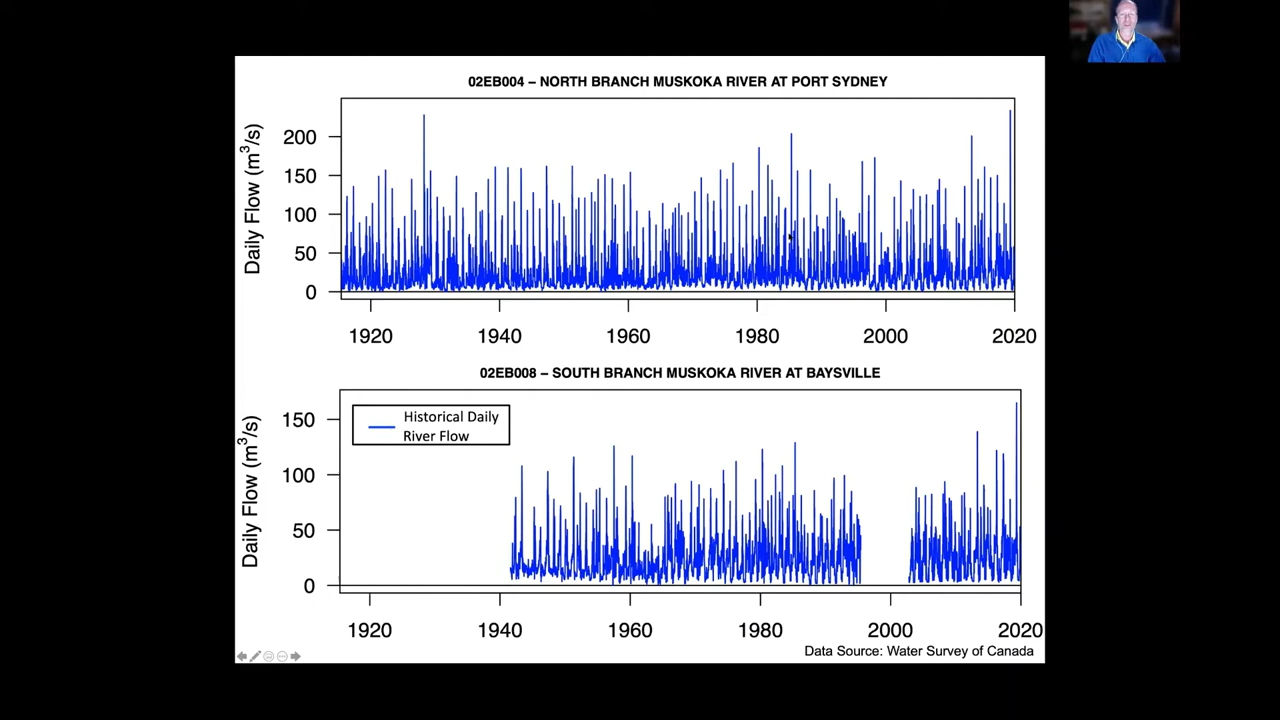 02EB004 – NORTH BRANCH MUSKOKA RIVER AT PORT SYDNEY
Daily Flow (m³/s)
200
150
100
50
0
1920 1940 1960 1980 2000 2020
02EB008 – SOUTH BRANCH MUSKOKA RIVER AT BAYSVILLE
Daily Flow (m³/s)
150
100
50
0
Historical Daily
River Flow
1920 1940 1960 1980 2000 2020
Data Source: Water Survey of Canada